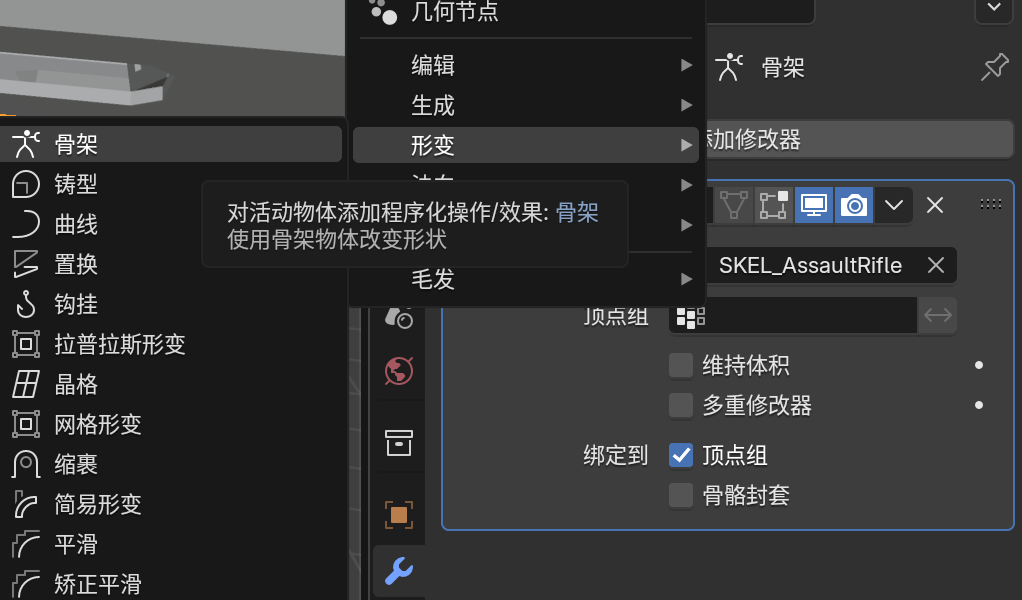 几何节点
编辑
生成
形变
毛发
骨架
铸型
曲线
置换
钩挂
拉普拉斯形变
晶格
网格形变
缩裹
简易形变
平滑
矫正平滑
对活动物体添加程序化操作/效果: 骨架
使用骨架物体改变形状
骨架
添加修改器
SKEL_AssaultRifle
顶点组
维持体积
多重修改器
绑定到
顶点组
骨骼封套